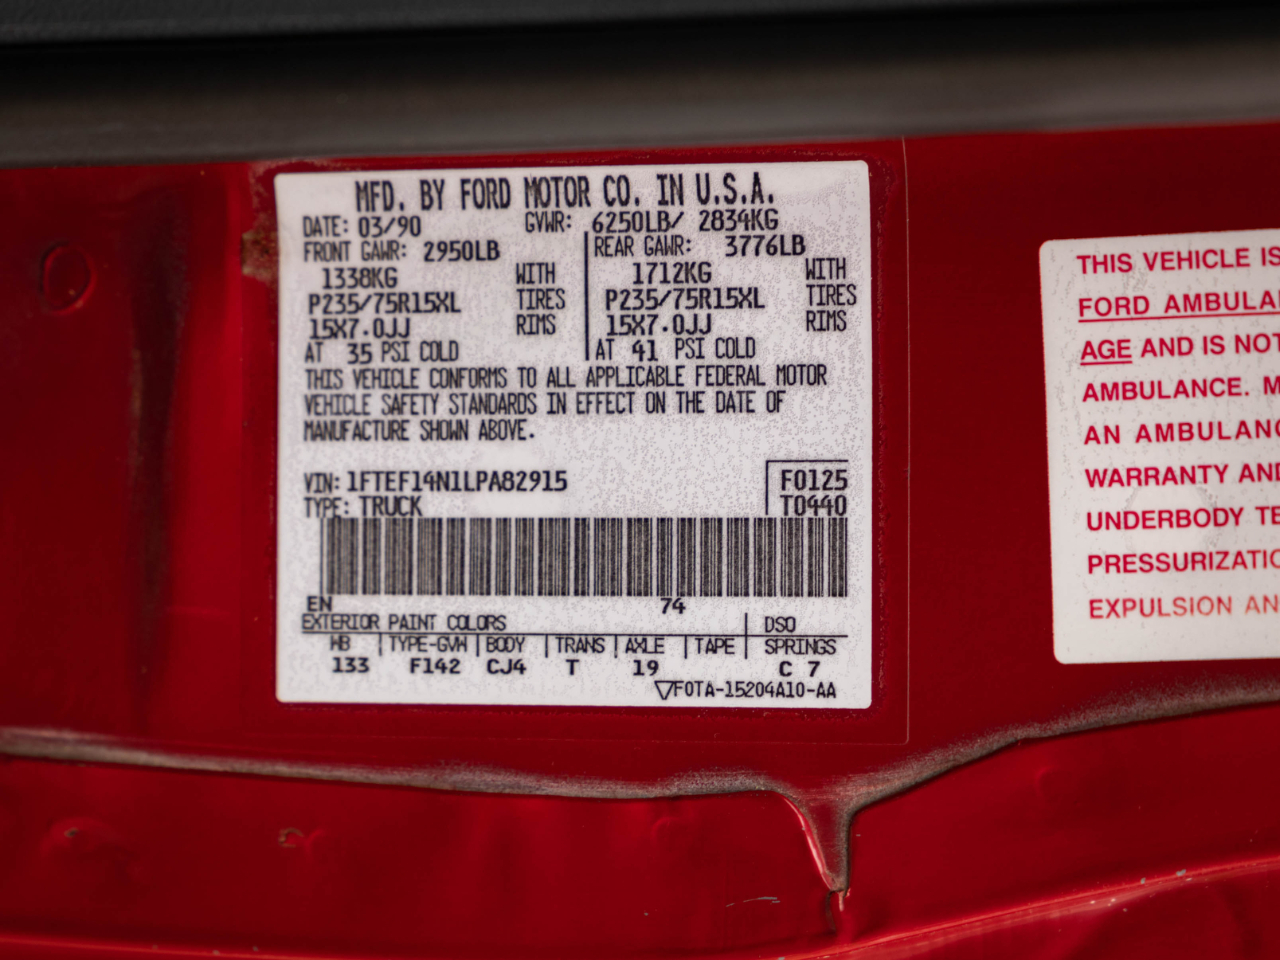 MFD. BY FORD MOTOR CO. IN U.S.A.
DATE: 03/90 GVWR: 6250LB/ 2834KG
FRONT GAWR: 2950LB REAR GAWR: 3776LB
1338KG WITH 1712KG WITH
P235/75R15XL TIRES P235/75R15XL TIRES
15X7.0JJ RIMS 15X7.0JJ RIMS
AT 35 PSI COLD AT 41 PSI COLD
THIS VEHICLE CONFORMS TO ALL APPLICABLE FEDERAL MOTOR
VEHICLE SAFETY STANDARDS IN EFFECT ON THE DATE OF
MANUFACTURE SHOWN ABOVE.
VIN: 1FTEF14N1LPA82915 F0125
TYPE: TRUCK T0440
EN 74
EXTERIOR PAINT COLORS DSO
WB TYPE-GVW BODY TRANS AXLE TAPE SPRINGS
133 F142 CJ4 T 19 C 7
▽F0TA-15204A10-AA
THIS VEHICLE IS
FORD AMBULA
AGE AND IS NOT
AMBULANCE. M
AN AMBULANC
WARRANTY AND
UNDERBODY TE
PRESSURIZATIO
EXPULSION AN